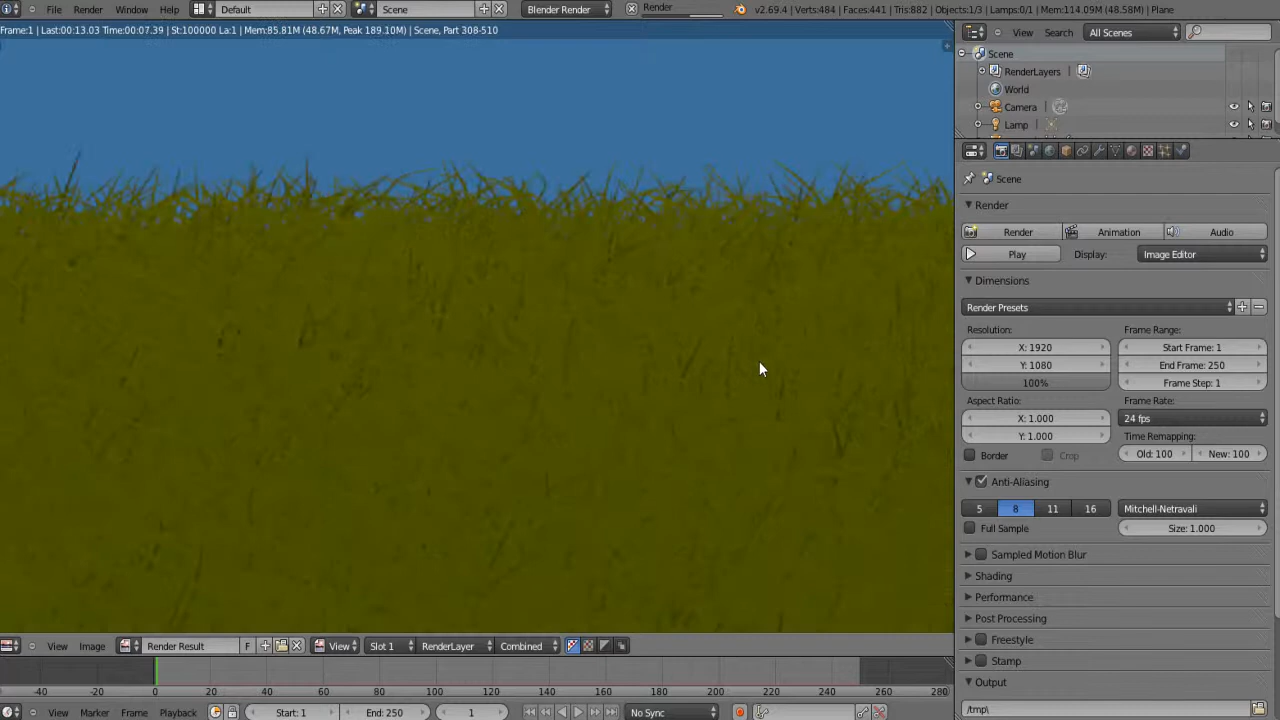 File Render Window Help Default Scene Blender Render Render v2.69.4 | Verts:484 | Faces:441 | Tris:882 | Objects:1/3 | Lamps:0/1 | Mem:114.09M (48.58M) | Plane
Frame:1 | Last:00:13.03 Time:00:07.39 | St:100000 La:1 | Mem:85.81M (48.67M, Peak 189.10M) | Scene, Part 308-510
View Search All Scenes
Scene
RenderLayers
World
Camera
Lamp
Scene
Render
Render Animation Audio
Play Display: Image Editor
Dimensions
Render Presets
Resolution: Frame Range:
X: 1920 Start Frame: 1
Y: 1080 End Frame: 250
100% Frame Step: 1
Aspect Ratio: Frame Rate:
X: 1.000 24 fps
Y: 1.000 Time Remapping:
Border Crop Old: 100 New: 100
Anti-Aliasing
5 8 11 16 Mitchell-Netravali
Full Sample Size: 1.000
Sampled Motion Blur
Shading
Performance
Post Processing
Freestyle
Stamp
Output
/tmp\
View Image Render Result F View Slot 1 RenderLayer Combined
-40 -20 0 20 40 60 80 100 120 140 160 180 200 220 240 260 280
View Marker Frame Playback Start: 1 End: 250 1 No Sync